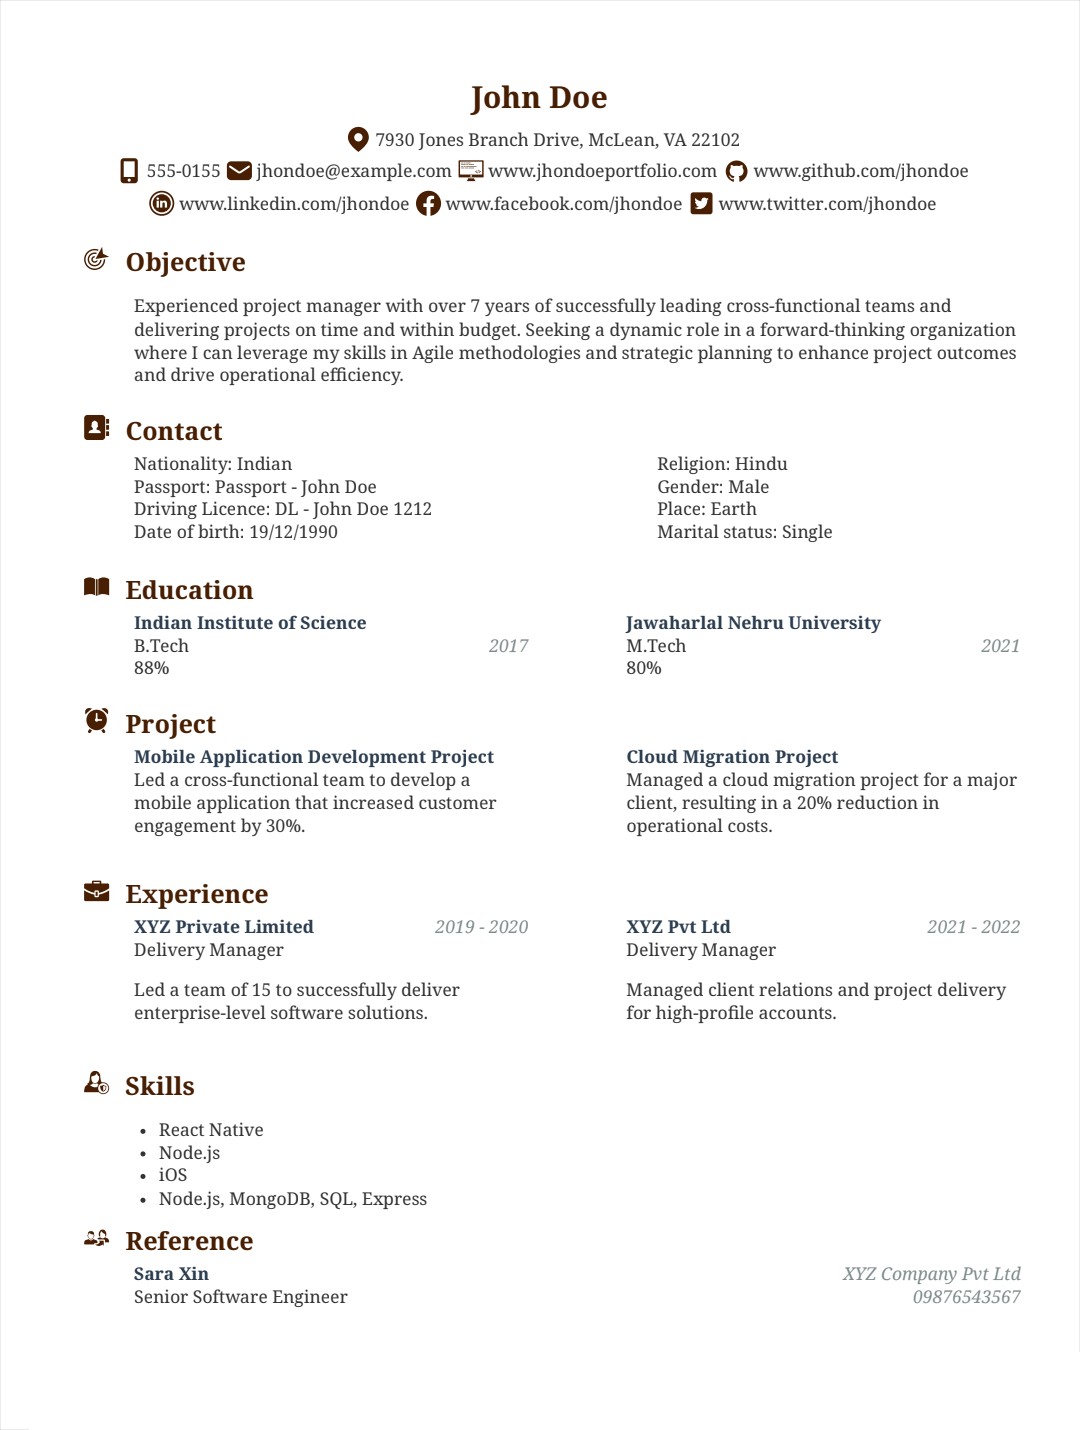 John Doe
7930 Jones Branch Drive, McLean, VA 22102
555-0155 jhondoe@example.com www.jhondoeportfolio.com www.github.com/jhondoe
www.linkedin.com/jhondoe www.facebook.com/jhondoe www.twitter.com/jhondoe
Objective
Experienced project manager with over 7 years of successfully leading cross-functional teams and
delivering projects on time and within budget. Seeking a dynamic role in a forward-thinking organization
where I can leverage my skills in Agile methodologies and strategic planning to enhance project outcomes
and drive operational efficiency.
Contact
Nationality: Indian
Passport: Passport - John Doe
Driving Licence: DL - John Doe 1212
Date of birth: 19/12/1990
Religion: Hindu
Gender: Male
Place: Earth
Marital status: Single
Education
Indian Institute of Science
B.Tech 2017
88%
Jawaharlal Nehru University
M.Tech 2021
80%
Project
Mobile Application Development Project
Led a cross-functional team to develop a
mobile application that increased customer
engagement by 30%.
Cloud Migration Project
Managed a cloud migration project for a major
client, resulting in a 20% reduction in
operational costs.
Experience
XYZ Private Limited 2019 - 2020
Delivery Manager
Led a team of 15 to successfully deliver
enterprise-level software solutions.
XYZ Pvt Ltd 2021 - 2022
Delivery Manager
Managed client relations and project delivery
for high-profile accounts.
Skills
• React Native
• Node.js
• iOS
• Node.js, MongoDB, SQL, Express
Reference
Sara Xin XYZ Company Pvt Ltd
Senior Software Engineer 09876543567